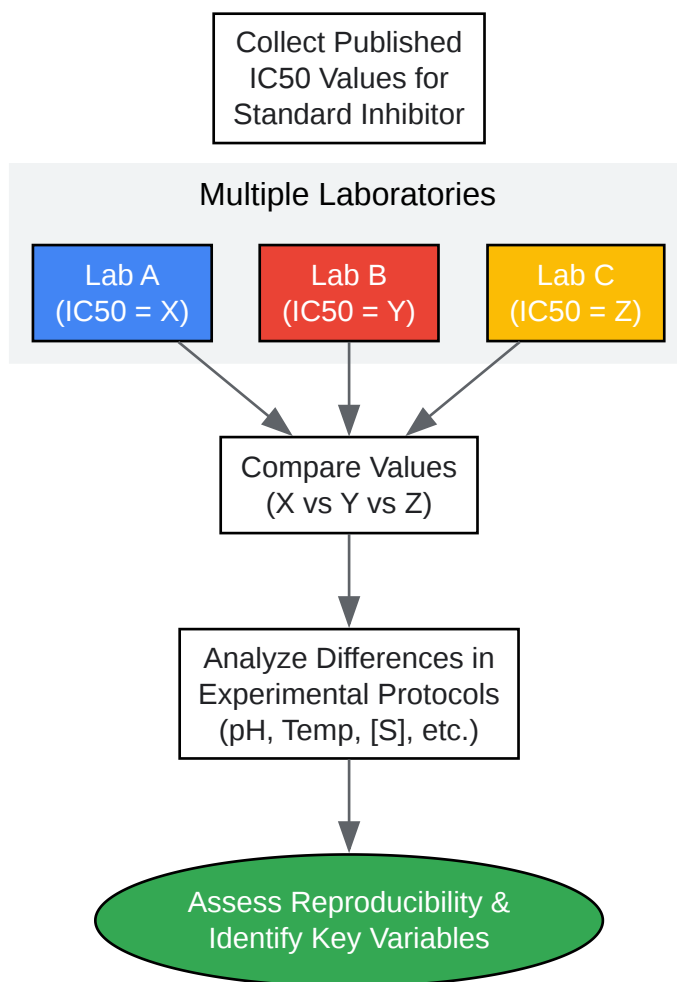 Collect Published
IC50 Values for
Standard Inhibitor
Multiple Laboratories
Lab A
(IC50 = X)
Lab B
(IC50 = Y)
Lab C
(IC50 = Z)
Compare Values
(X vs Y vs Z)
Analyze Differences in
Experimental Protocols
(pH, Temp, [S], etc.)
Assess Reproducibility &
Identify Key Variables